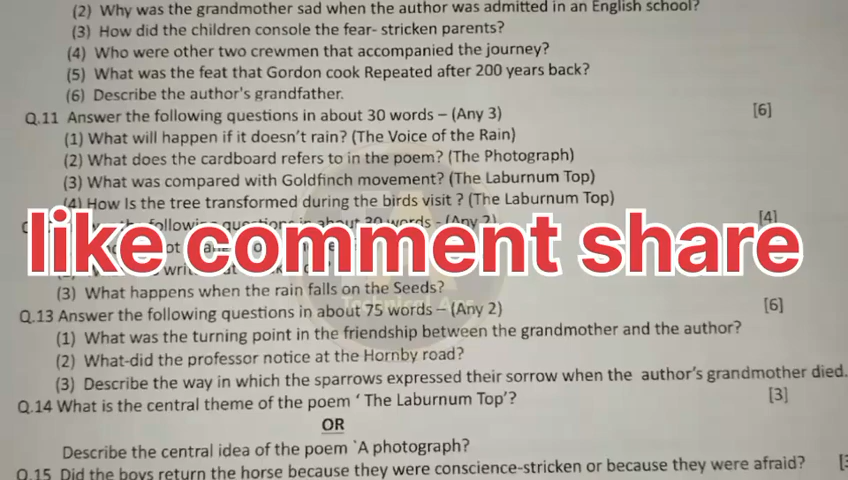 (2) Why was the grandmother sad when the author was admitted in an English school?
(3) How did the children console the fear- stricken parents?
(4) Who were other two crewmen that accompanied the journey?
(5) What was the feat that Gordon cook Repeated after 200 years back?
(6) Describe the author's grandfather.
Q.11 Answer the following questions in about 30 words – (Any 3) [6]
(1) What will happen if it doesn't rain? (The Voice of the Rain)
(2) What does the cardboard refers to in the poem? (The Photograph)
(3) What was compared with Goldfinch movement? (The Laburnum Top)
(4) How Is the tree transformed during the birds visit ? (The Laburnum Top)
following questions in about words - (Any 2) [4]
like comment share
(3) What happens when the rain falls on the Seeds?
Technical
Q.13 Answer the following questions in about 75 words – (Any 2) [6]
(1) What was the turning point in the friendship between the grandmother and the author?
(2) What-did the professor notice at the Hornby road?
(3) Describe the way in which the sparrows expressed their sorrow when the author's grandmother died.
Q.14 What is the central theme of the poem ‘ The Laburnum Top’? [3]
OR
Describe the central idea of the poem `A photograph?
Q.15 Did the boys return the horse because they were conscience-stricken or because they were afraid?